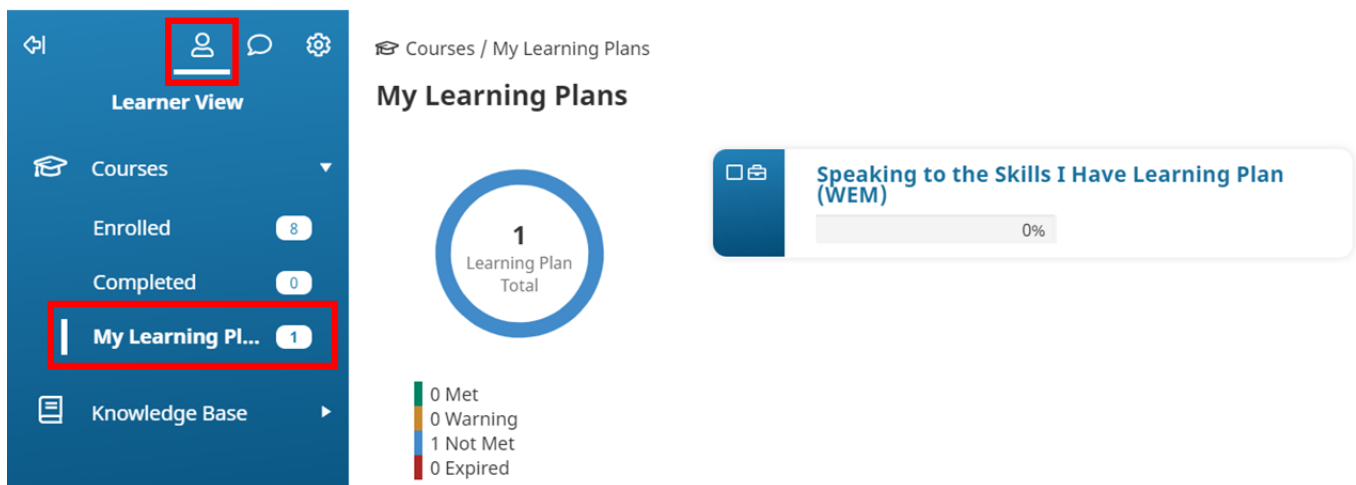 Learner View
Courses
Enrolled 8
Completed 0
My Learning Pl... 1
Knowledge Base
Courses / My Learning Plans
My Learning Plans
1
Learning Plan
Total
0 Met
0 Warning
1 Not Met
0 Expired
Speaking to the Skills I Have Learning Plan
(WEM)
0%